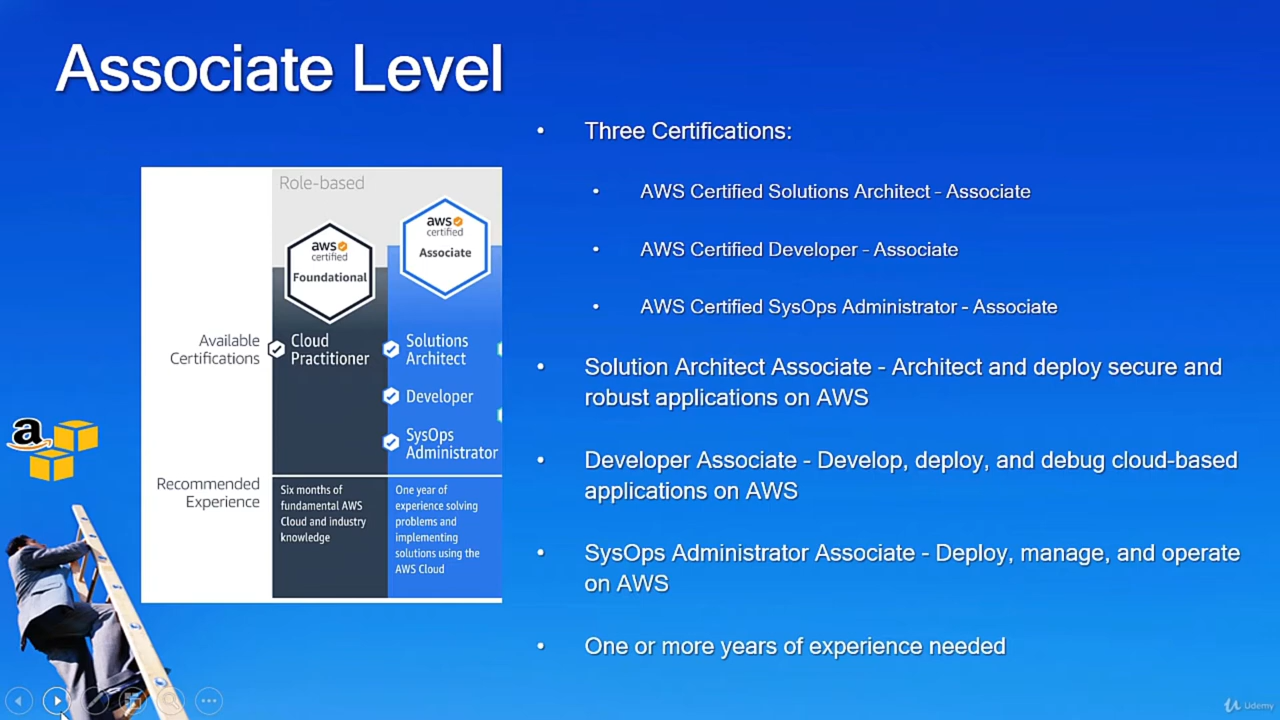 Associate Level
Role-based
aws
certified
Foundational
aws
certified
Associate
Available
Certifications
Cloud
Practitioner
Solutions
Architect
Developer
SysOps
Administrator
Recommended
Experience
Six months of
fundamental AWS
Cloud and industry
knowledge
One year of
experience solving
problems and
implementing
solutions using the
AWS Cloud
a
• Three Certifications:
• AWS Certified Solutions Architect - Associate
• AWS Certified Developer - Associate
• AWS Certified SysOps Administrator - Associate
• Solution Architect Associate - Architect and deploy secure and
robust applications on AWS
• Developer Associate - Develop, deploy, and debug cloud-based
applications on AWS
• SysOps Administrator Associate - Deploy, manage, and operate
on AWS
• One or more years of experience needed
Udemy